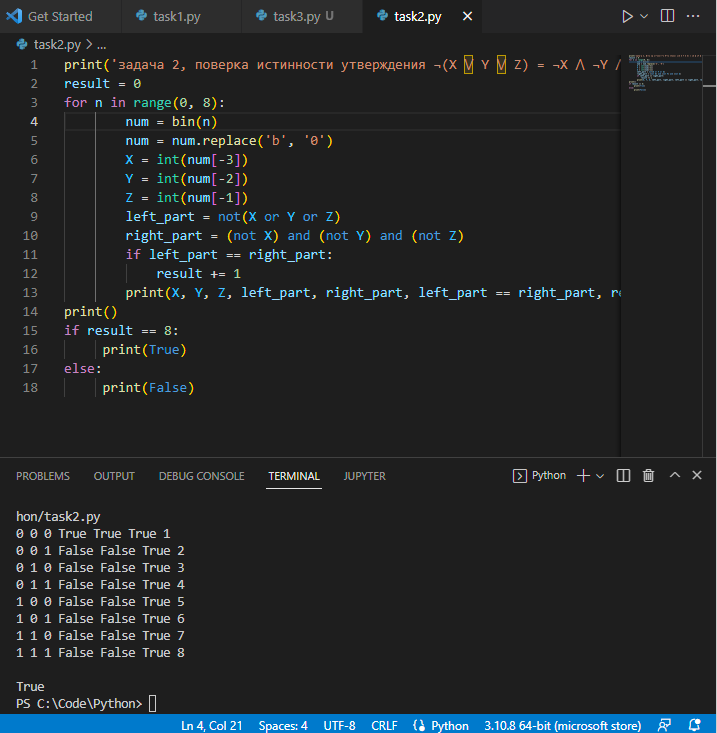 Get Started task1.py task3.py U task2.py
task2.py > ...
1 print('задача 2, поверка истинности утверждения ¬(X ⋁ Y ⋁ Z) = ¬X ⋀ ¬Y /
2 result = 0
3 for n in range(0, 8):
4 num = bin(n)
5 num = num.replace('b', '0')
6 X = int(num[-3])
7 Y = int(num[-2])
8 Z = int(num[-1])
9 left_part = not(X or Y or Z)
10 right_part = (not X) and (not Y) and (not Z)
11 if left_part == right_part:
12 result += 1
13 print(X, Y, Z, left_part, right_part, left_part == right_part, re
14 print()
15 if result == 8:
16 print(True)
17 else:
18 print(False)
PROBLEMS OUTPUT DEBUG CONSOLE TERMINAL JUPYTER Python
hon/task2.py
0 0 0 True True True 1
0 0 1 False False True 2
0 1 0 False False True 3
0 1 1 False False True 4
1 0 0 False False True 5
1 0 1 False False True 6
1 1 0 False False True 7
1 1 1 False False True 8
True
PS C:\Code\Python>
Ln 4, Col 21 Spaces: 4 UTF-8 CRLF Python 3.10.8 64-bit (microsoft store)